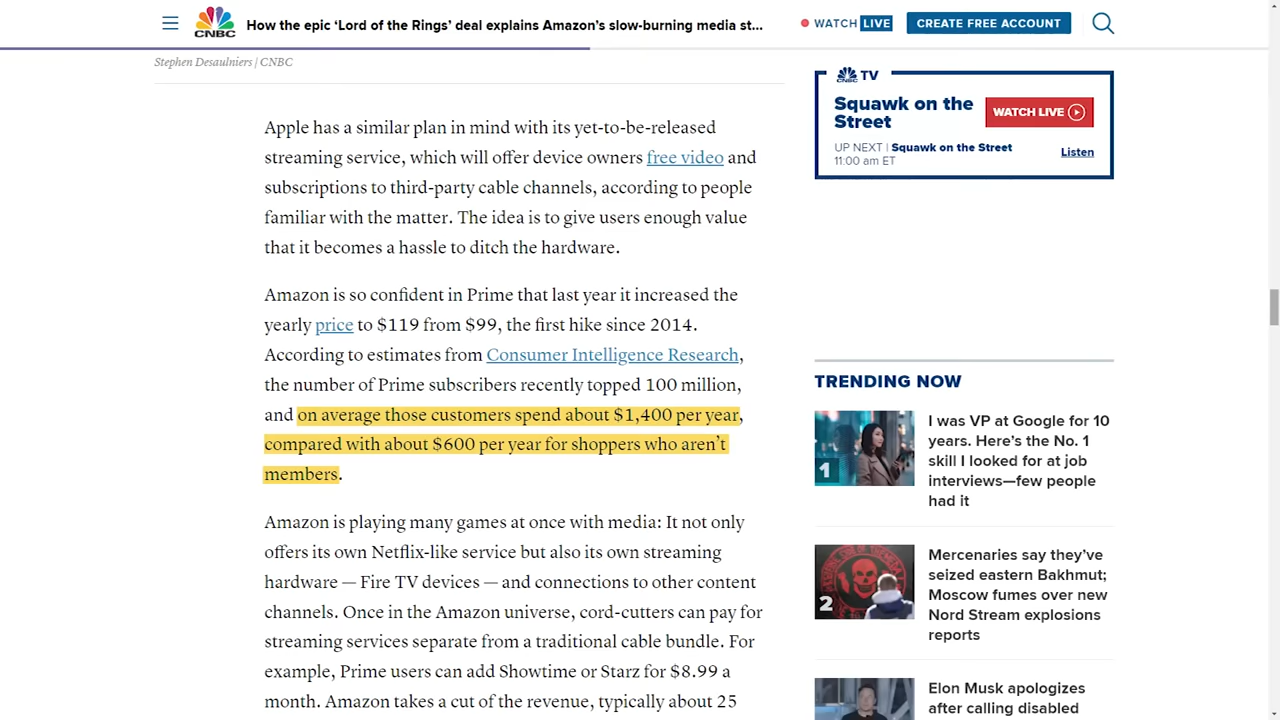 How the epic ‘Lord of the Rings’ deal explains Amazon’s slow-burning media st...
WATCH LIVE
CREATE FREE ACCOUNT
CNBC
Stephen Desaulniers | CNBC
Apple has a similar plan in mind with its yet-to-be-released
streaming service, which will offer device owners free video and
subscriptions to third-party cable channels, according to people
familiar with the matter. The idea is to give users enough value
that it becomes a hassle to ditch the hardware.
Amazon is so confident in Prime that last year it increased the
yearly price to $119 from $99, the first hike since 2014.
According to estimates from Consumer Intelligence Research,
the number of Prime subscribers recently topped 100 million,
and on average those customers spend about $1,400 per year,
compared with about $600 per year for shoppers who aren’t
members.
Amazon is playing many games at once with media: It not only
offers its own Netflix-like service but also its own streaming
hardware — Fire TV devices — and connections to other content
channels. Once in the Amazon universe, cord-cutters can pay for
streaming services separate from a traditional cable bundle. For
example, Prime users can add Showtime or Starz for $8.99 a
month. Amazon takes a cut of the revenue, typically about 25
CNBC TV
Squawk on the
Street
WATCH LIVE
UP NEXT | Squawk on the Street
11:00 am ET
Listen
TRENDING NOW
1
I was VP at Google for 10
years. Here’s the No. 1
skill I looked for at job
interviews—few people
had it
2
Mercenaries say they’ve
seized eastern Bakhmut;
Moscow fumes over new
Nord Stream explosions
reports
Elon Musk apologizes
after calling disabled